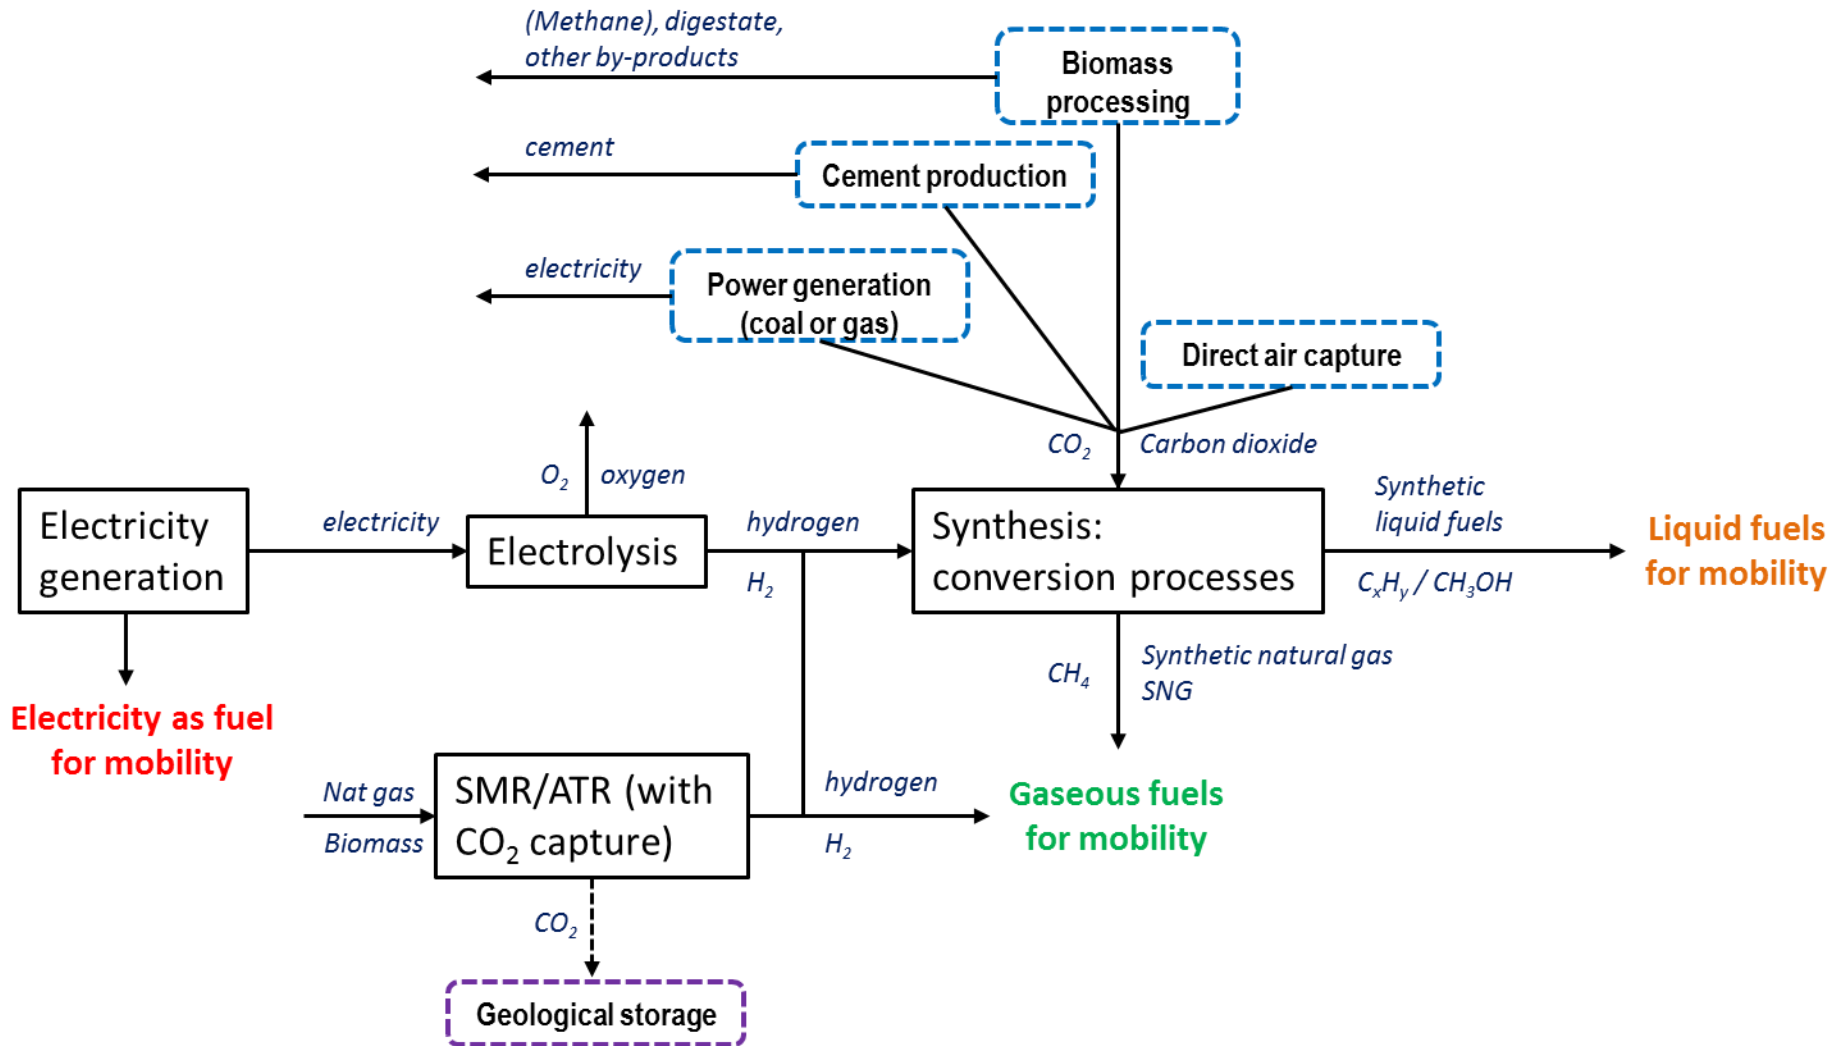 (Methane), digestate,
other by-products
Biomass
processing
cement
Cement production
electricity
Power generation
(coal or gas)
Direct air capture
CO₂
Carbon dioxide
O₂
oxygen
Electricity
generation
electricity
Electrolysis
hydrogen
H₂
Synthesis:
conversion processes
Synthetic
liquid fuels
CₓHᵧ / CH₃OH
Liquid fuels
for mobility
CH₄
Synthetic natural gas
SNG
Electricity as fuel
for mobility
Nat gas
Biomass
SMR/ATR (with
CO₂ capture)
hydrogen
H₂
Gaseous fuels
for mobility
CO₂
Geological storage